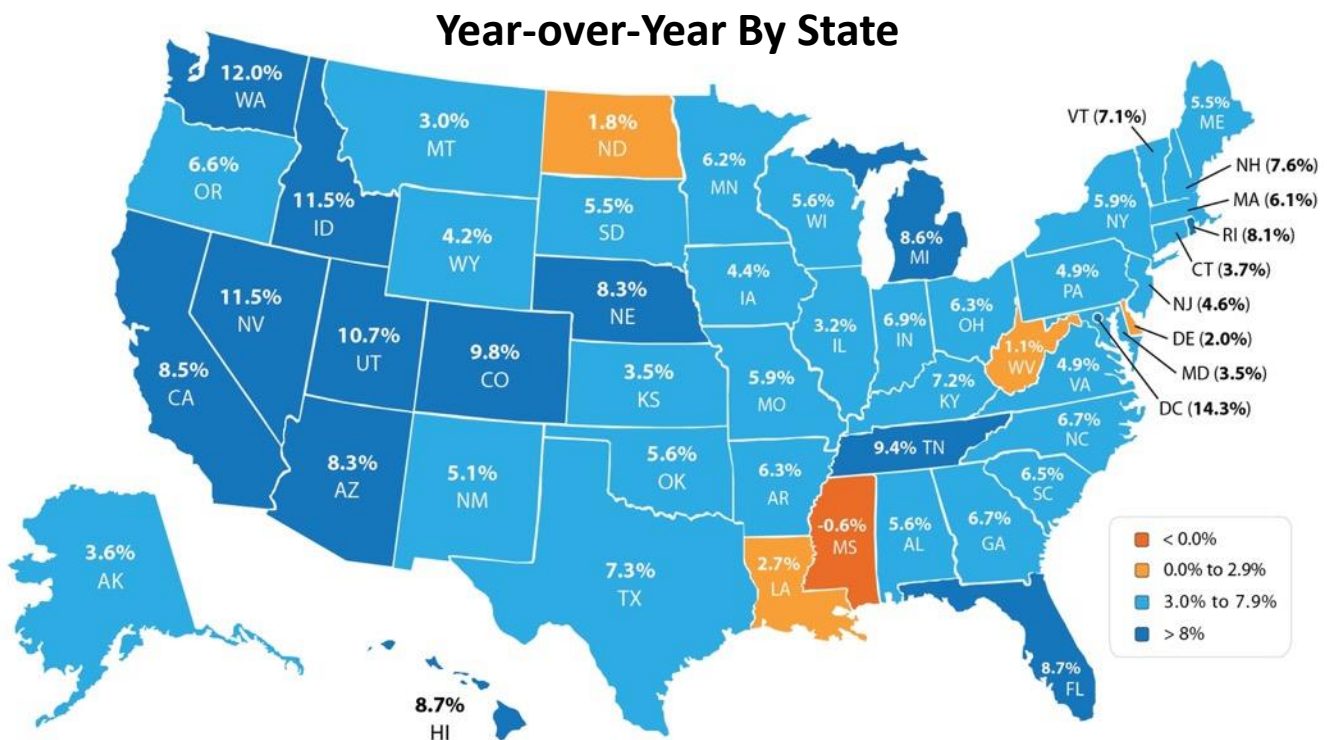 Year-over-Year By State
12.0%
WA
6.6%
OR
11.5%
ID
3.0%
MT
1.8%
ND
5.5%
SD
4.2%
WY
8.3%
NE
11.5%
NV
10.7%
UT
9.8%
CO
3.5%
KS
8.5%
CA
8.3%
AZ
5.1%
NM
5.6%
OK
7.3%
TX
6.2%
MN
5.6%
WI
8.6%
MI
4.4%
IA
3.2%
IL
6.9%
IN
6.3%
OH
5.9%
MO
7.2%
KY
1.1%
WV
4.9%
VA
4.9%
PA
5.9%
NY
5.5%
ME
VT (7.1%)
NH (7.6%)
MA (6.1%)
RI (8.1%)
CT (3.7%)
NJ (4.6%)
DE (2.0%)
MD (3.5%)
DC (14.3%)
6.3%
AR
9.4% TN
6.7%
NC
6.5%
SC
2.7%
LA
-0.6%
MS
5.6%
AL
6.7%
GA
8.7%
FL
3.6%
AK
8.7%
HI
< 0.0%
0.0% to 2.9%
3.0% to 7.9%
> 8%